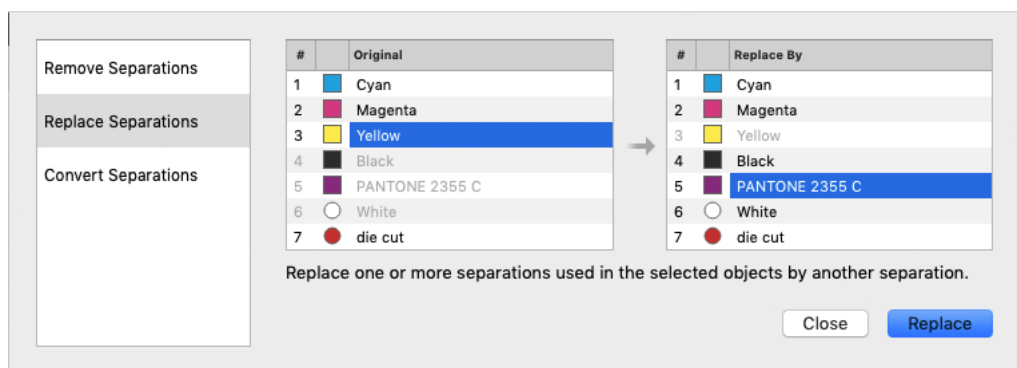 Remove Separations
Replace Separations
Convert Separations
# Original
1 Cyan
2 Magenta
3 Yellow
4 Black
5 PANTONE 2355 C
6 White
7 die cut
# Replace By
1 Cyan
2 Magenta
3 Yellow
4 Black
5 PANTONE 2355 C
6 White
7 die cut
Replace one or more separations used in the selected objects by another separation.
Close Replace